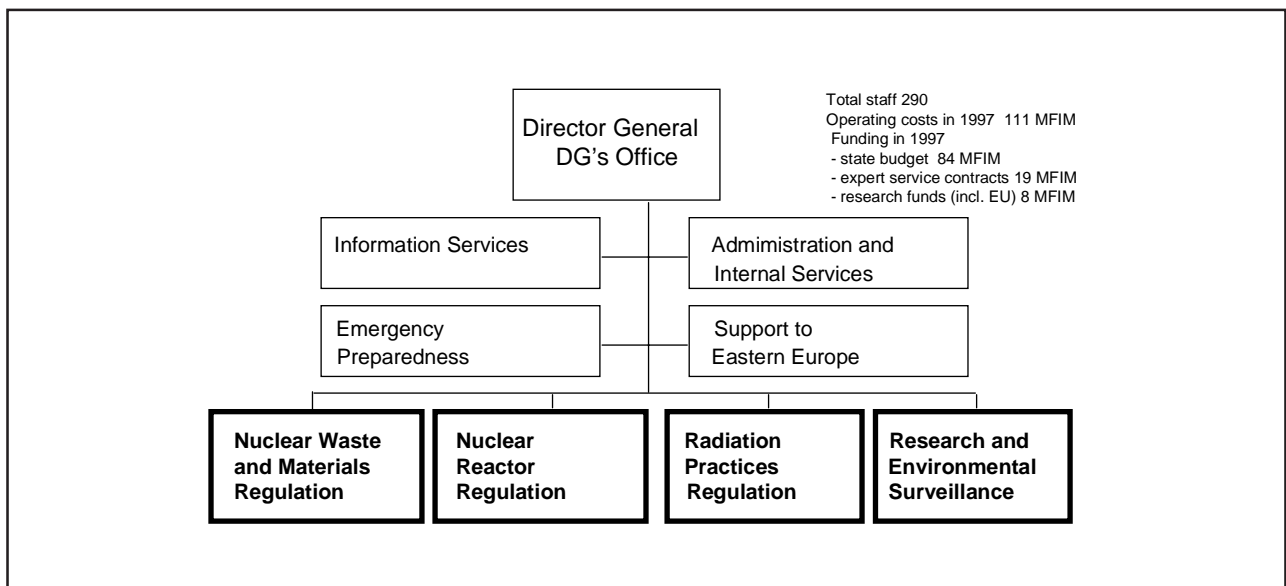 Director General
DG's Office
Total staff 290
Operating costs in 1997 111 MFIM
Funding in 1997
- state budget 84 MFIM
- expert service contracts 19 MFIM
- research funds (incl. EU) 8 MFIM
Information Services
Admimistration and
Internal Services
Emergency
Preparedness
Support to
Eastern Europe
Nuclear Waste
and Materials
Regulation
Nuclear
Reactor
Regulation
Radiation
Practices
Regulation
Research and
Environmental
Surveillance